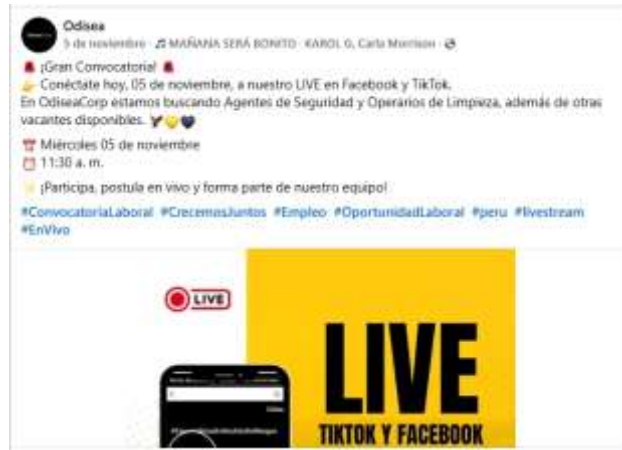 Odisea
5 de noviembre · MAÑANA SERÁ BONITO · KAROL G, Carla Morrison ·
¡Gran Convocatoria!
Conéctate hoy, 05 de noviembre, a nuestro LIVE en Facebook y TikTok.
En OdiseaCorp estamos buscando Agentes de Seguridad y Operarios de Limpieza, además de otras
vacantes disponibles.
Miércoles 05 de noviembre
11:30 a. m.
¡Participa, postula en vivo y forma parte de nuestro equipo!
#ConvocatoriaLaboral #CrecemosJuntos #Empleo #OportunidadLaboral #peru #livestream
#EnVivo
LIVE
LIVE
TIKTOK Y FACEBOOK